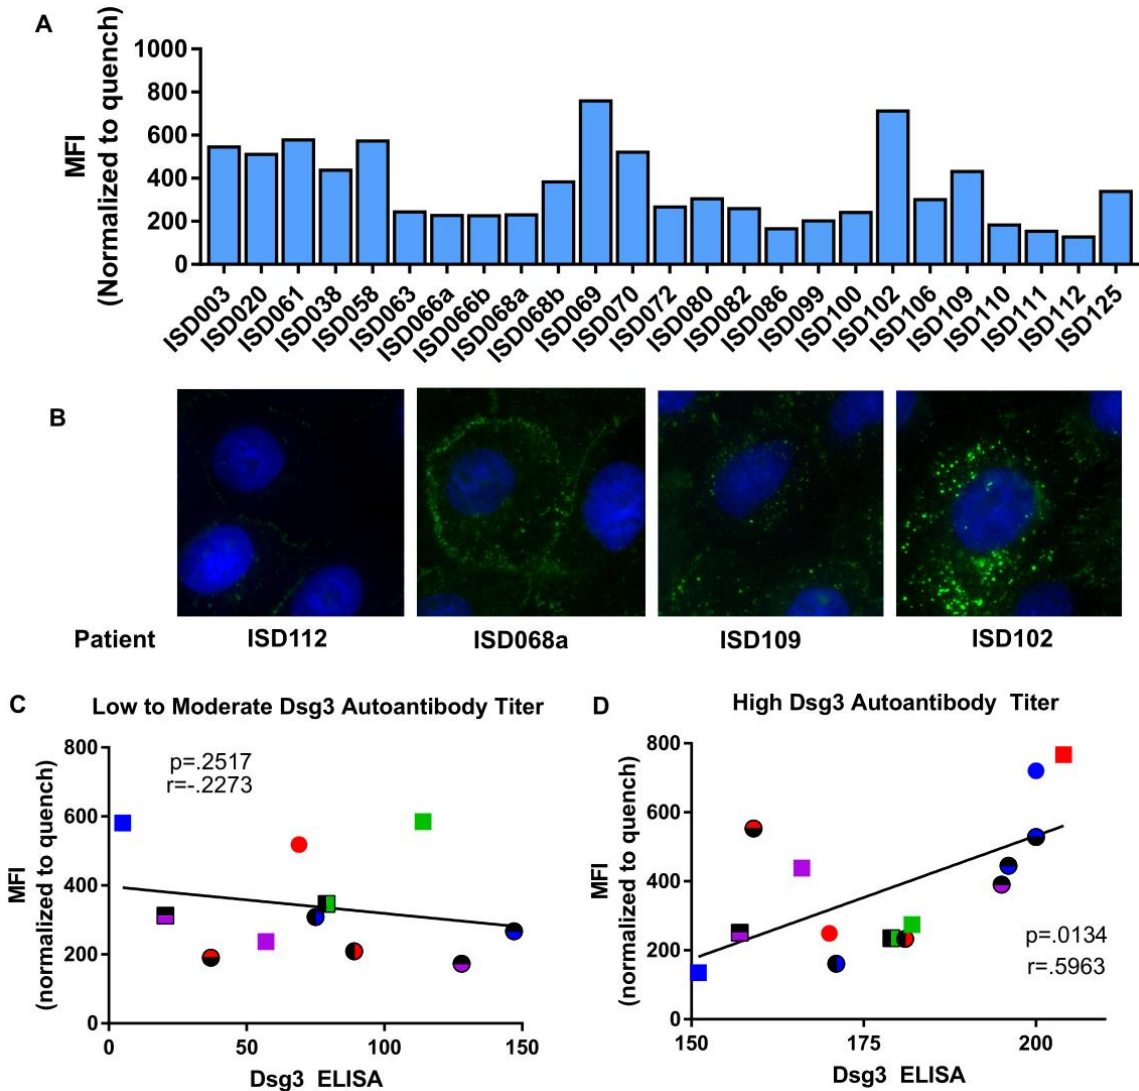 A
1000
800
600
400
200
0
MFI
(Normalized to quench)
ISD003
ISD020
ISD061
ISD038
ISD058
ISD063
ISD066a
ISD066b
ISD068a
ISD068b
ISD069
ISD070
ISD072
ISD080
ISD082
ISD086
ISD099
ISD100
ISD102
ISD106
ISD109
ISD110
ISD111
ISD112
ISD125
B
Patient ISD112 ISD068a ISD109 ISD102
C Low to Moderate Dsg3 Autoantibody Titer
p=.2517
r=-.2273
800
600
400
200
0
MFI
(normalized to quench)
0 50 100 150
Dsg3 ELISA
D High Dsg3 Autoantibody Titer
800
600
400
200
0
MFI
(normalized to quench)
p=.0134
r=.5963
150 175 200
Dsg3 ELISA